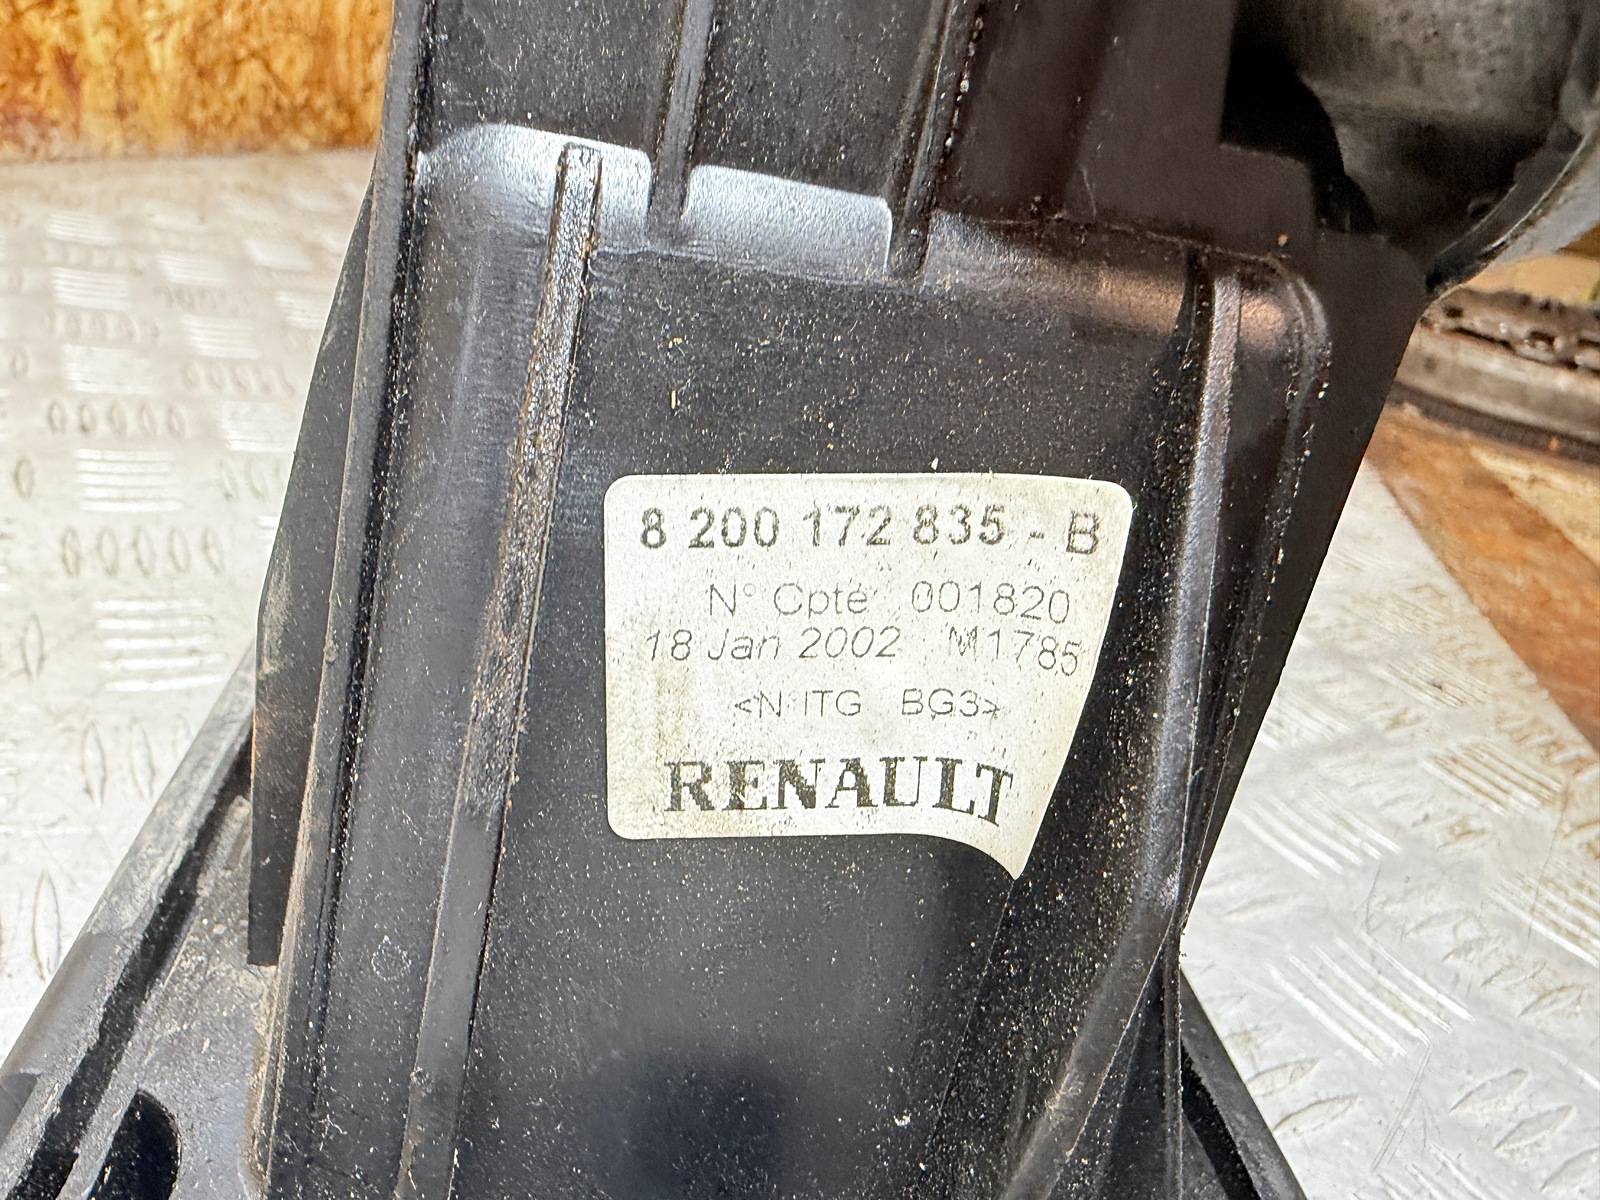 8 200 172 835 - B
N° Cpte 001820
18 Jan 2002 M1785
<N ITG BG3>
RENAULT